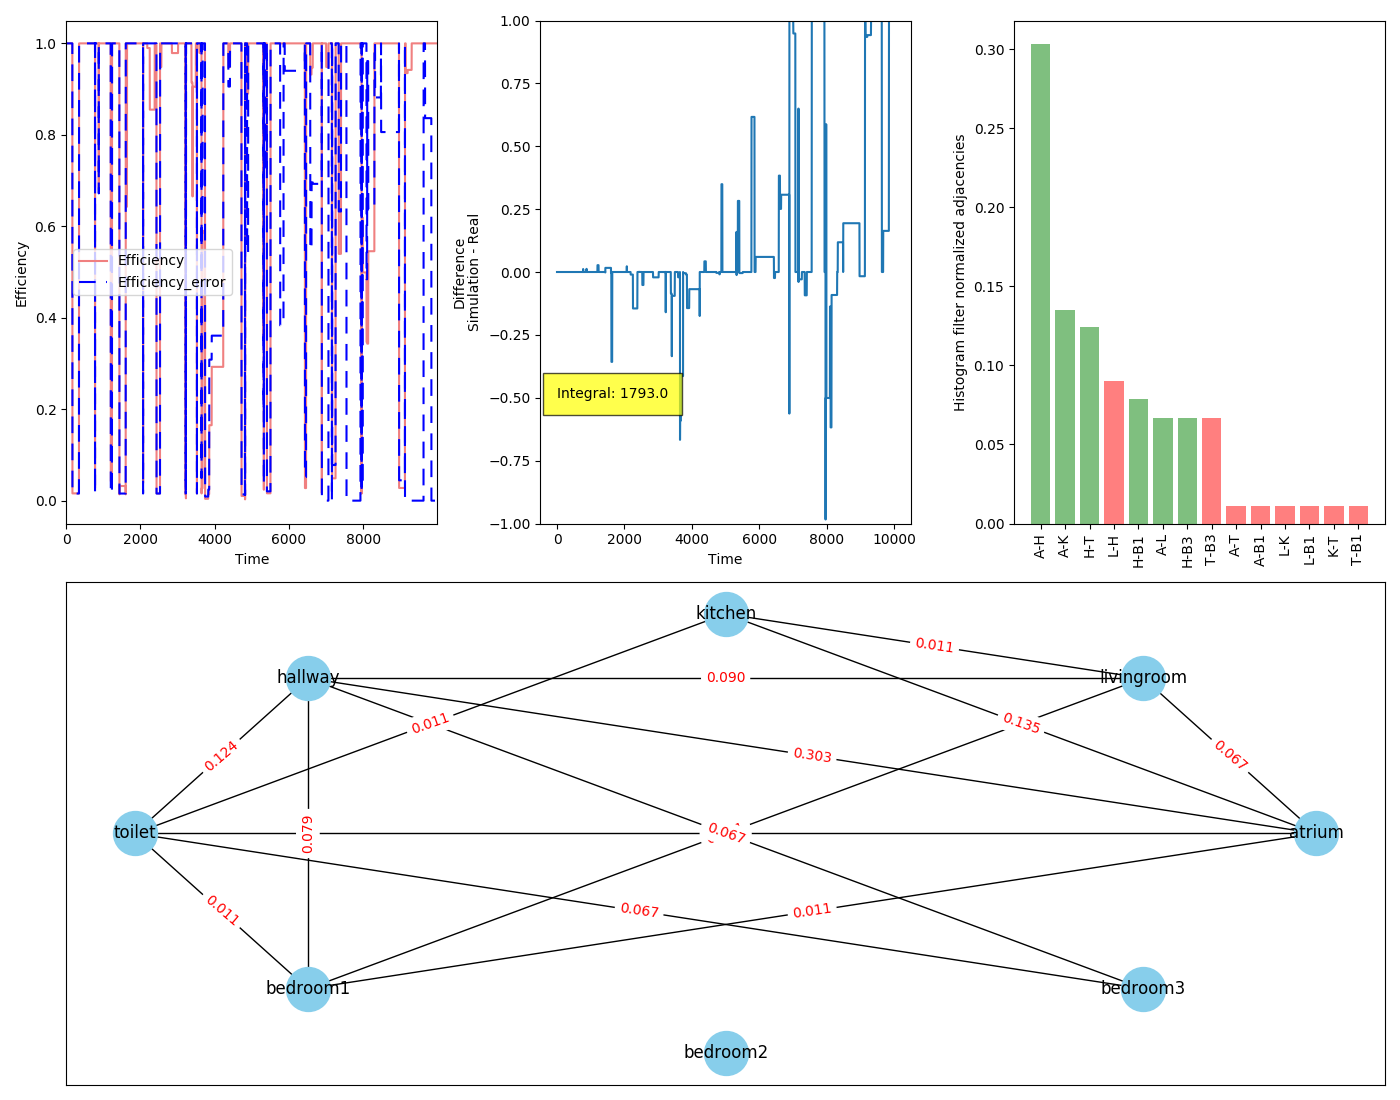 Efficiency
1.0
0.8
0.6
0.4
0.2
0.0
Efficiency
Efficiency_error
0 2000 4000 6000 8000
Time
Difference
Simulation - Real
1.00
0.75
0.50
0.25
0.00
−0.25
−0.50
−0.75
−1.00
Integral: 1793.0
0 2000 4000 6000 8000 10000
Time
Histogram filter normalized adjacencies
0.30
0.25
0.20
0.15
0.10
0.05
0.00
A-H
A-K
H-T
L-H
H-B1
A-L
H-B3
T-B3
A-T
A-B1
L-K
L-B1
K-T
T-B1
kitchen
0.011
hallway
0.090
livingroom
0.011
0.135
0.124
0.303
0.067
toilet
0.079
0.067
atrium
0.011
0.067
0.011
bedroom1
bedroom3
bedroom2